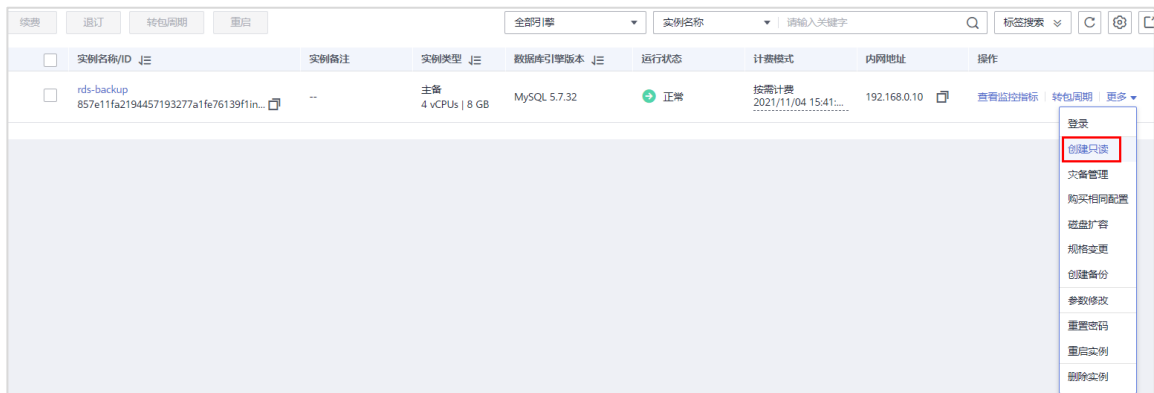 续费 退订 转包周期 重启 全部引擎 实例名称 请输入关键字 标签搜索
实例名称/ID 实例备注 实例类型 数据库引擎版本 运行状态 计费模式 内网地址 操作
rds-backup
857e11fa2194457193277a1fe76139f1in...
--
主备
4 vCPUs | 8 GB
MySQL 5.7.32
正常
按需计费
2021/11/04 15:41:...
192.168.0.10
查看监控指标 转包周期 更多
登录
创建只读
灾备管理
购买相同配置
磁盘扩容
规格变更
创建备份
参数修改
重置密码
重启实例
删除实例